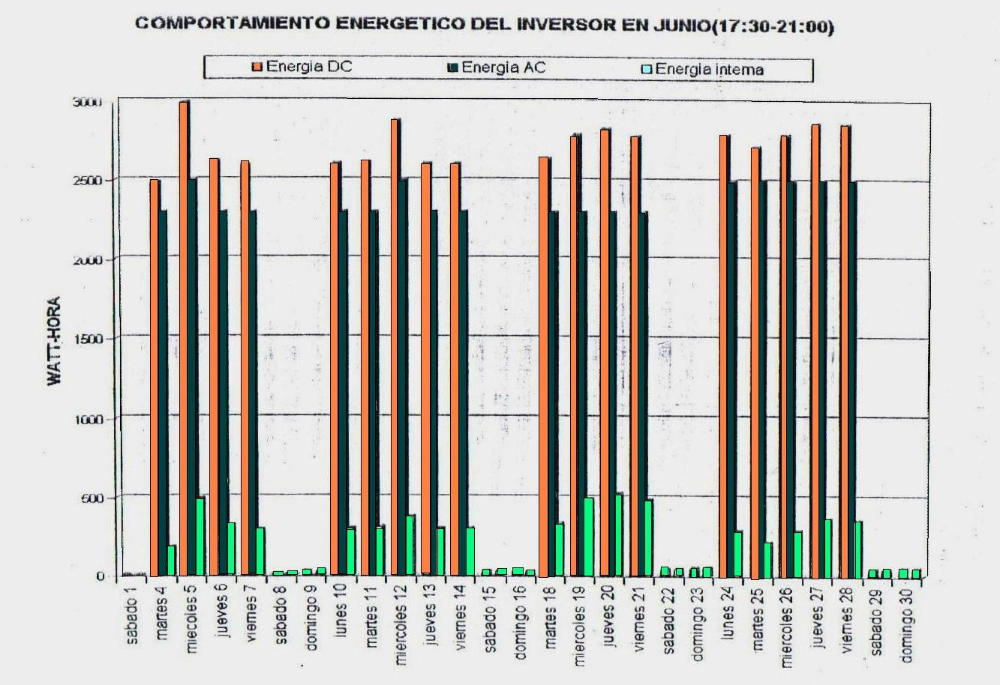 COMPORTAMIENTO ENERGETICO DEL INVERSOR EN JUNIO(17:30-21:00)
Energia DC Energia AC Energia interna
WATT-HORA
3000
2500
2000
1500
1000
500
0
sabado 1
martes 4
miecoles 5
jueves 6
viernes 7
sabado 8
domingo 9
lunes 10
martes 11
miercoles 12
jueves 13
viernes 14
sabado 15
domingo 16
martes 18
miercoles 19
jueves 20
viernes 21
sabado 22
domingo 23
lunes 24
martes 25
miercoles 26
jueves 27
viernes 28
sabado 29
domingo 30